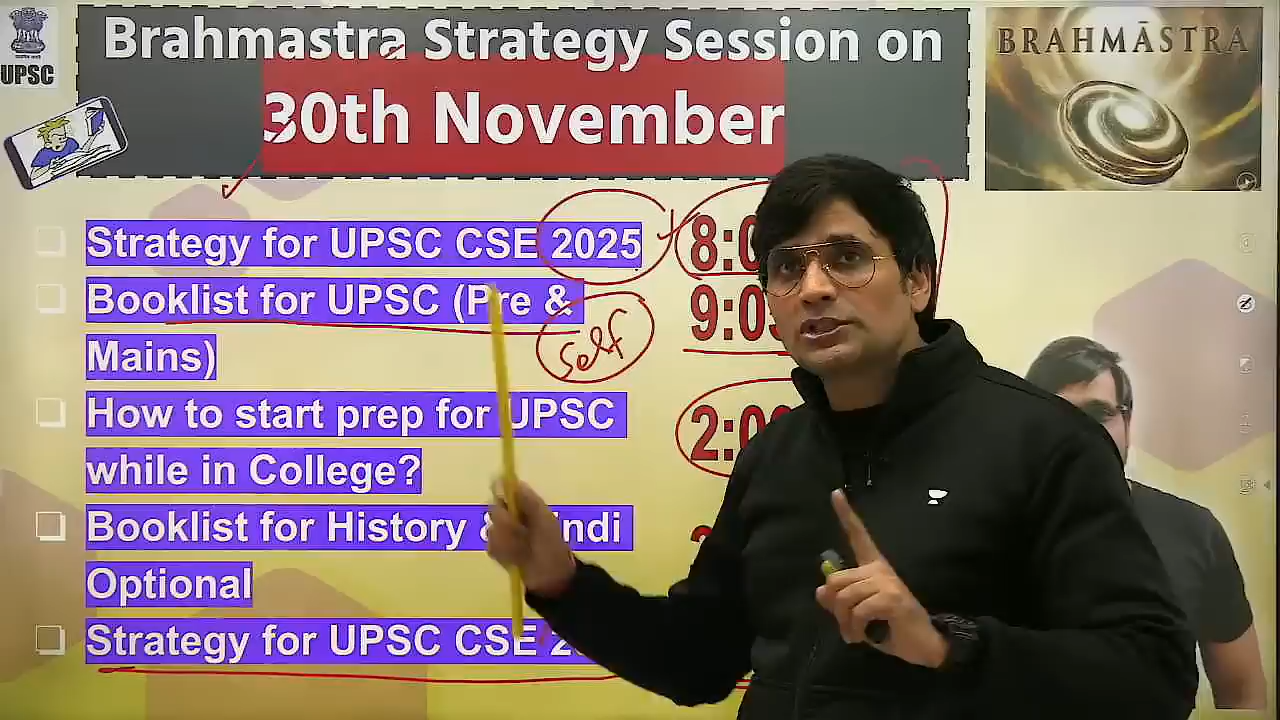 Brahmastra Strategy Session on
30th November
UPSC
BRAHMĀSTRA
Strategy for UPSC CSE 2025
Booklist for UPSC (Pre &
Mains)
self
How to start prep for UPSC
while in College?
Booklist for History &
Optional
Strategy for UPSC CSE